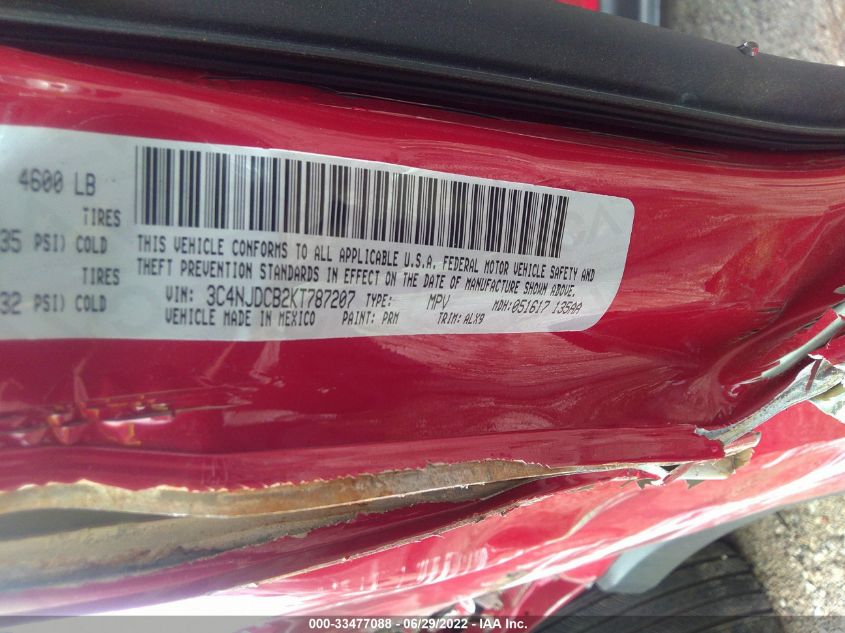 4600 LB
TIRES
35 PSI) COLD
TIRES
32 PSI) COLD
THIS VEHICLE CONFORMS TO ALL APPLICABLE U.S.A. FEDERAL MOTOR VEHICLE SAFETY AND
THEFT PREVENTION STANDARDS IN EFFECT ON THE DATE OF MANUFACTURE SHOWN ABOVE.
VIN: 3C4NJDCB2KT787207 TYPE: MPV MDH:051617 135AA
VEHICLE MADE IN MEXICO PAINT: PRM TRIM: ALX9
000-33477088 - 06/29/2022 - IAA Inc.